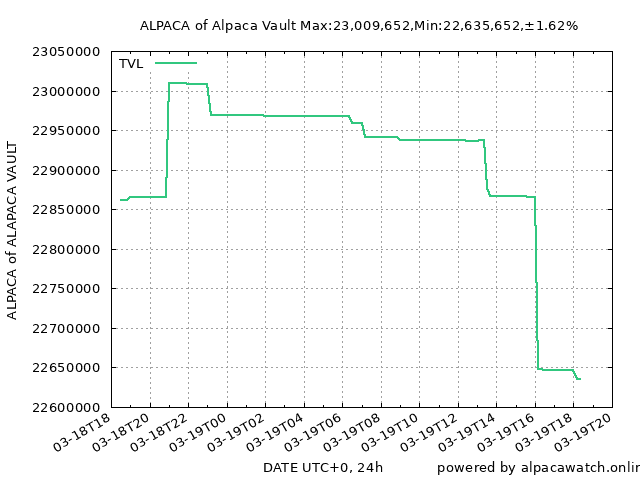 ALPACA of Alpaca Vault Max:23,009,652,Min:22,635,652,±1.62%
TVL
23050000
23000000
22950000
22900000
22850000
22800000
22750000
22700000
22650000
22600000
ALPACA of ALAPACA VAULT
03-18T18
03-18T20
03-18T22
03-19T00
03-19T02
03-19T04
03-19T06
03-19T08
03-19T10
03-19T12
03-19T14
03-19T16
03-19T18
03-19T20
DATE UTC+0, 24h
powered by alpacawatch.onlin